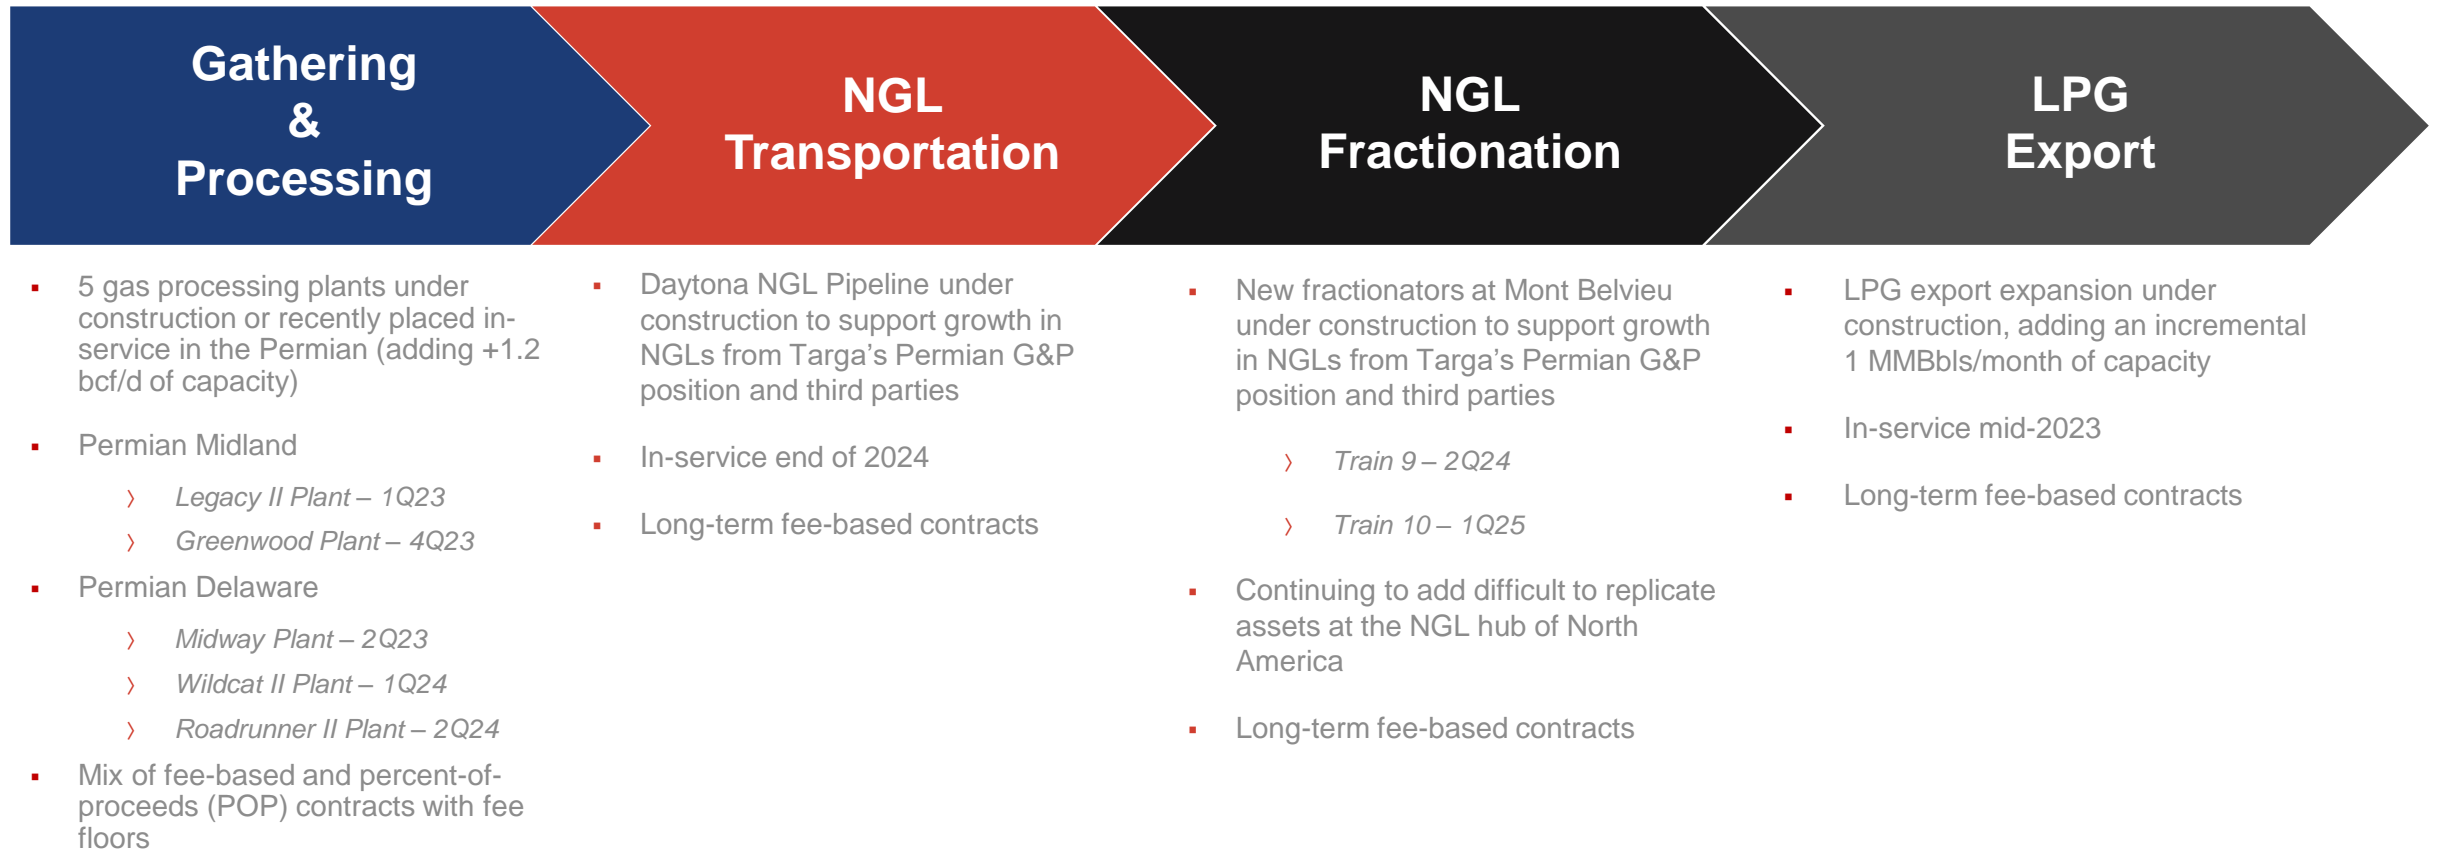 Gathering
&
Processing
NGL
Transportation
NGL
Fractionation
LPG
Export
▪ 5 gas processing plants under
construction or recently placed in-
service in the Permian (adding +1.2
bcf/d of capacity)
▪ Permian Midland
〉 Legacy II Plant – 1Q23
〉 Greenwood Plant – 4Q23
▪ Permian Delaware
〉 Midway Plant – 2Q23
〉 Wildcat II Plant – 1Q24
〉 Roadrunner II Plant – 2Q24
▪ Mix of fee-based and percent-of-
proceeds (POP) contracts with fee
floors
▪ Daytona NGL Pipeline under
construction to support growth in
NGLs from Targa’s Permian G&P
position and third parties
▪ In-service end of 2024
▪ Long-term fee-based contracts
▪ New fractionators at Mont Belvieu
under construction to support growth
in NGLs from Targa’s Permian G&P
position and third parties
〉 Train 9 – 2Q24
〉 Train 10 – 1Q25
▪ Continuing to add difficult to replicate
assets at the NGL hub of North
America
▪ Long-term fee-based contracts
▪ LPG export expansion under
construction, adding an incremental
1 MMBbls/month of capacity
▪ In-service mid-2023
▪ Long-term fee-based contracts